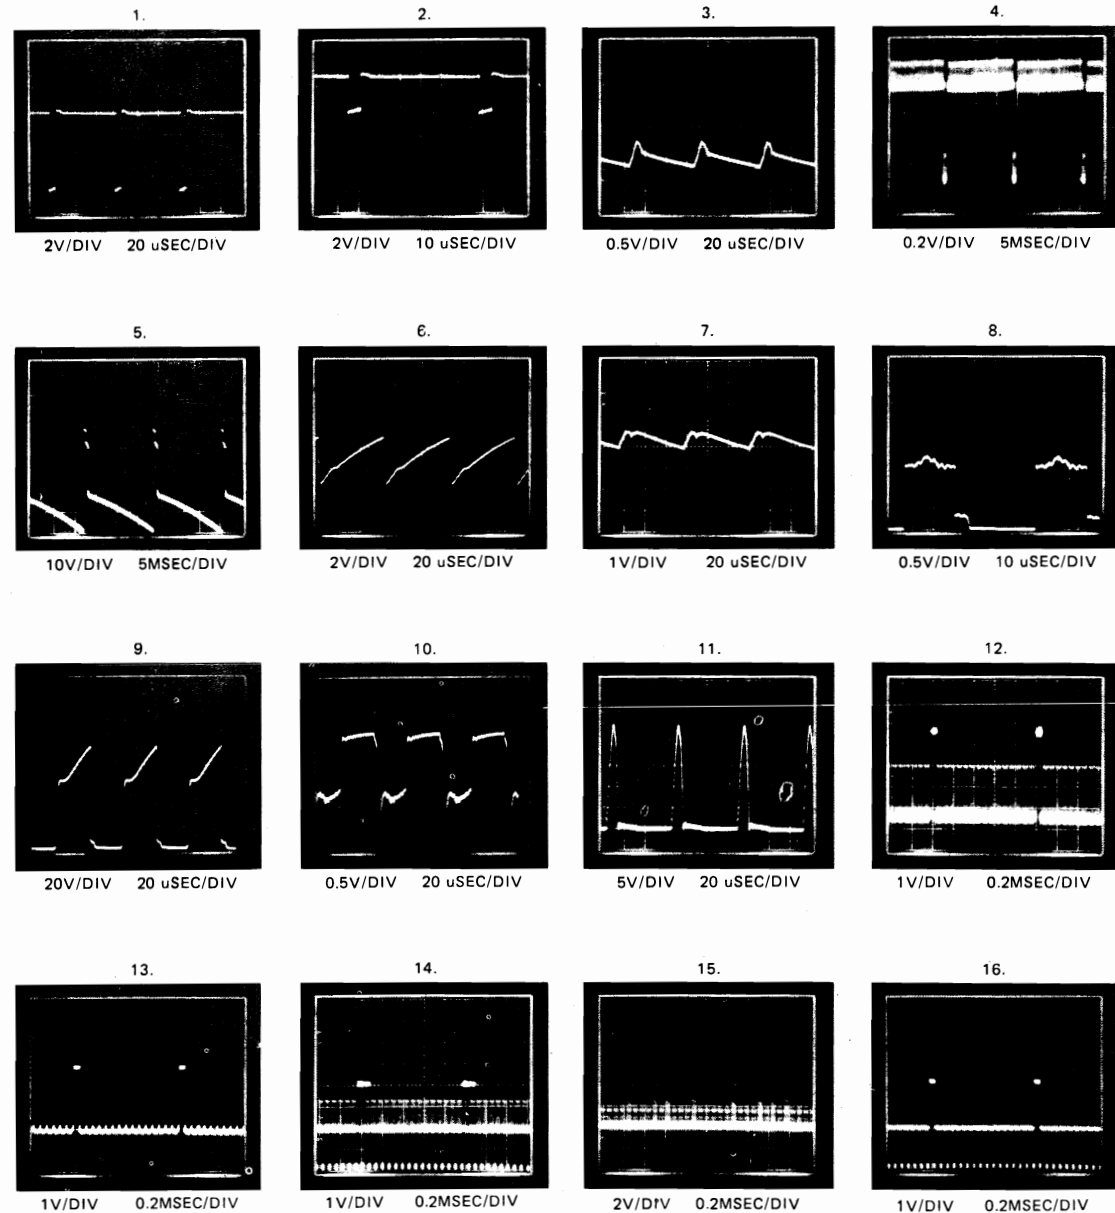 1. 2. 3. 4.
2V/DIV 20 uSEC/DIV 2V/DIV 10 uSEC/DIV 0.5V/DIV 20 uSEC/DIV 0.2V/DIV 5MSEC/DIV
5. 6. 7. 8.
10V/DIV 5MSEC/DIV 2V/DIV 20 uSEC/DIV 1V/DIV 20 uSEC/DIV 0.5V/DIV 10 uSEC/DIV
9. 10. 11. 12.
20V/DIV 20 uSEC/DIV 0.5V/DIV 20 uSEC/DIV 5V/DIV 20 uSEC/DIV 1V/DIV 0.2MSEC/DIV
13. 14. 15. 16.
1V/DIV 0.2MSEC/DIV 1V/DIV 0.2MSEC/DIV 2V/DIV 0.2MSEC/DIV 1V/DIV 0.2MSEC/DIV